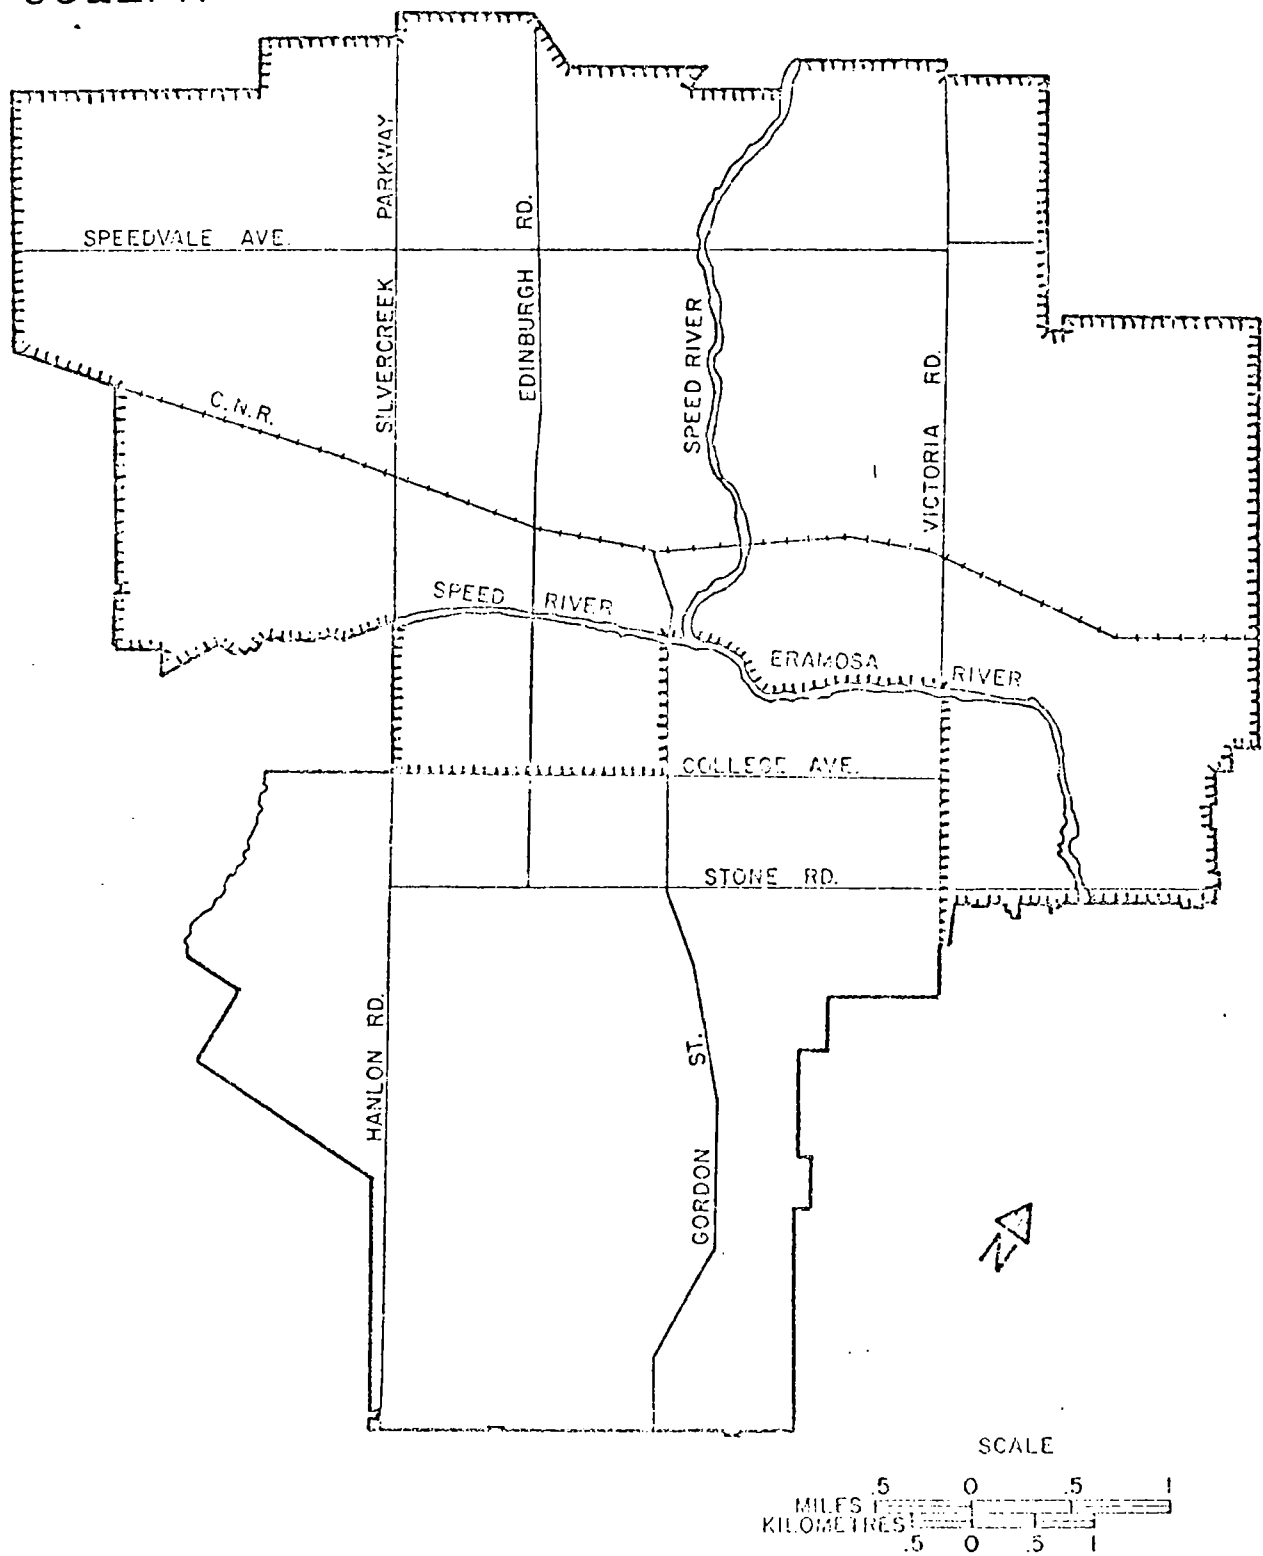 PARKWAY
SPEEDVALE AVE.
RD.
SILVERCREEK
EDINBURGH
SPEED RIVER
VICTORIA RD.
C.N.R.
SPEED RIVER
ERAMOSA RIVER
COLLEGE AVE.
STONE RD.
HANLON RD.
ST.
GORDON
N
SCALE
.5 0 .5 1
MILES
KILOMETRES
.5 0 .5 1